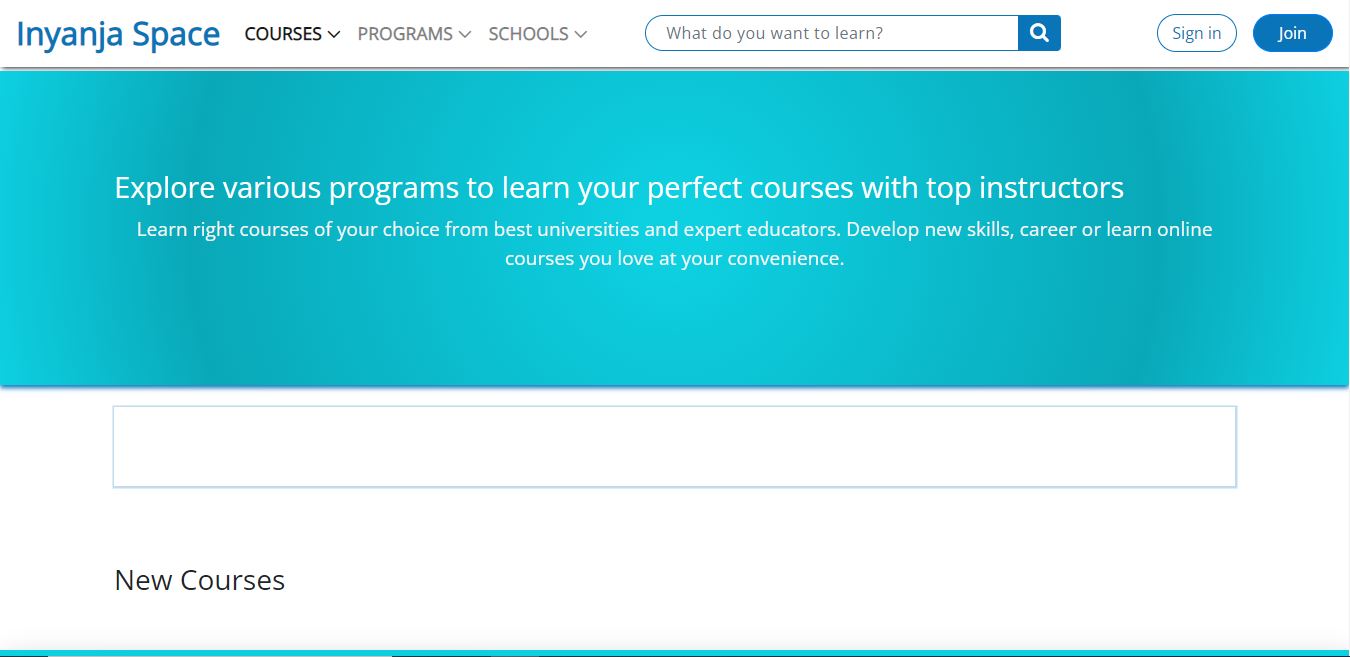 Inyanja Space
COURSES
PROGRAMS
SCHOOLS
What do you want to learn?
Sign in
Join
Explore various programs to learn your perfect courses with top instructors
Learn right courses of your choice from best universities and expert educators. Develop new skills, career or learn online
courses you love at your convenience.
New Courses